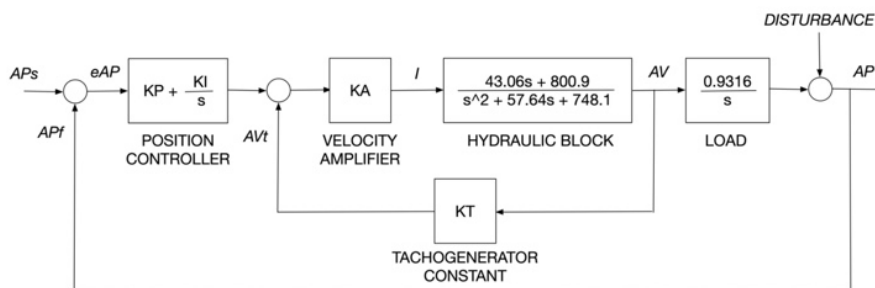 DISTURBANCE
APs
eAP
KP + KI
s
KA
I
43.06s + 800.9
s^2 + 57.64s + 748.1
AV
0.9316
s
AP
APf
POSITION
CONTROLLER
AVt
VELOCITY
AMPLIFIER
HYDRAULIC BLOCK
LOAD
KT
TACHOGENERATOR
CONSTANT